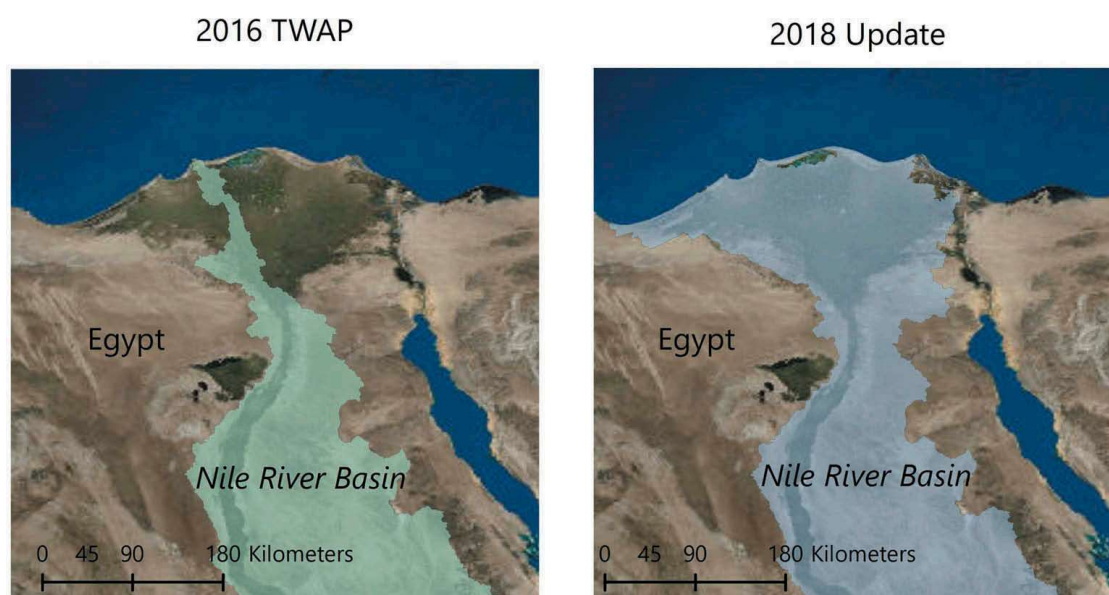 2016 TWAP
2018 Update
Egypt
Nile River Basin
0 45 90 180 Kilometers
Egypt
Nile River Basin
0 45 90 180 Kilometers